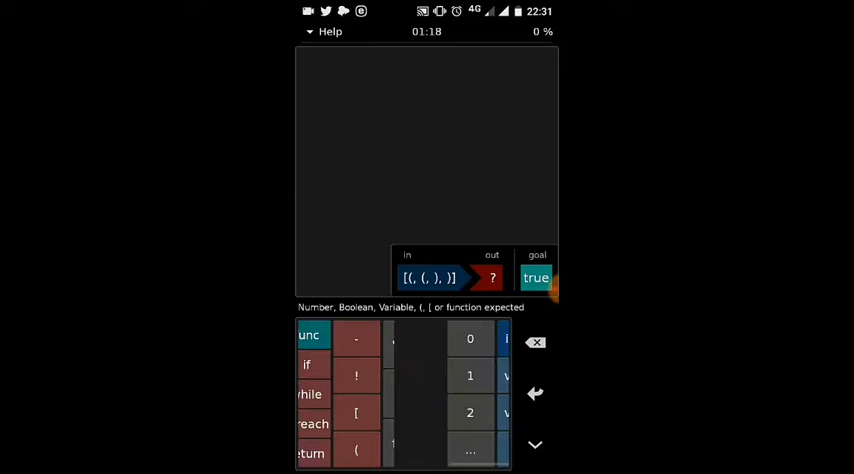 4G 22:31
Help 01:18 0 %
in out goal
[(, (, ), )] ? true
Number, Boolean, Variable, (, [ or function expected
unc - 0 i
if ! 1 v
hile [ 2 v
reach ( ...
eturn